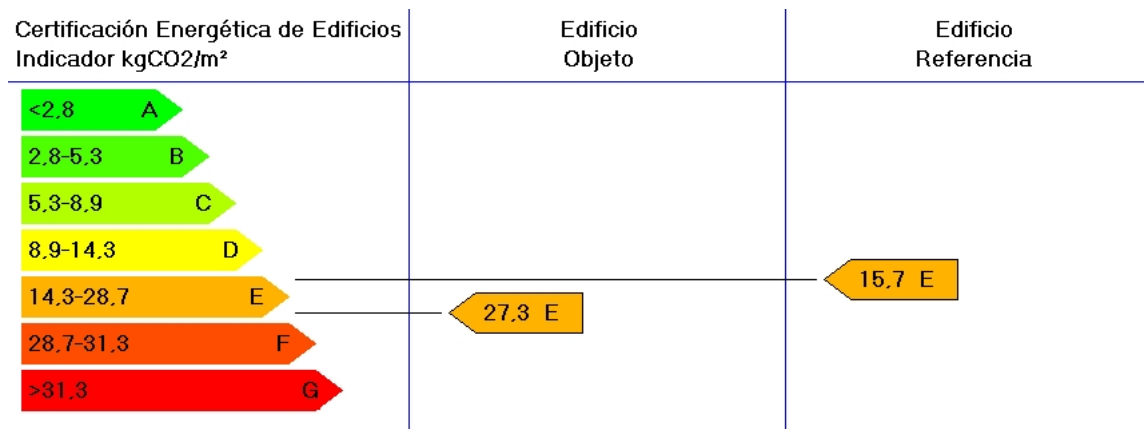 Certificación Energética de Edificios
Indicador kgCO2/m²
Edificio
Objeto
Edificio
Referencia
<2,8 A
2,8-5,3 B
5,3-8,9 C
8,9-14,3 D
14,3-28,7 E
28,7-31,3 F
>31,3 G
27,3 E
15,7 E